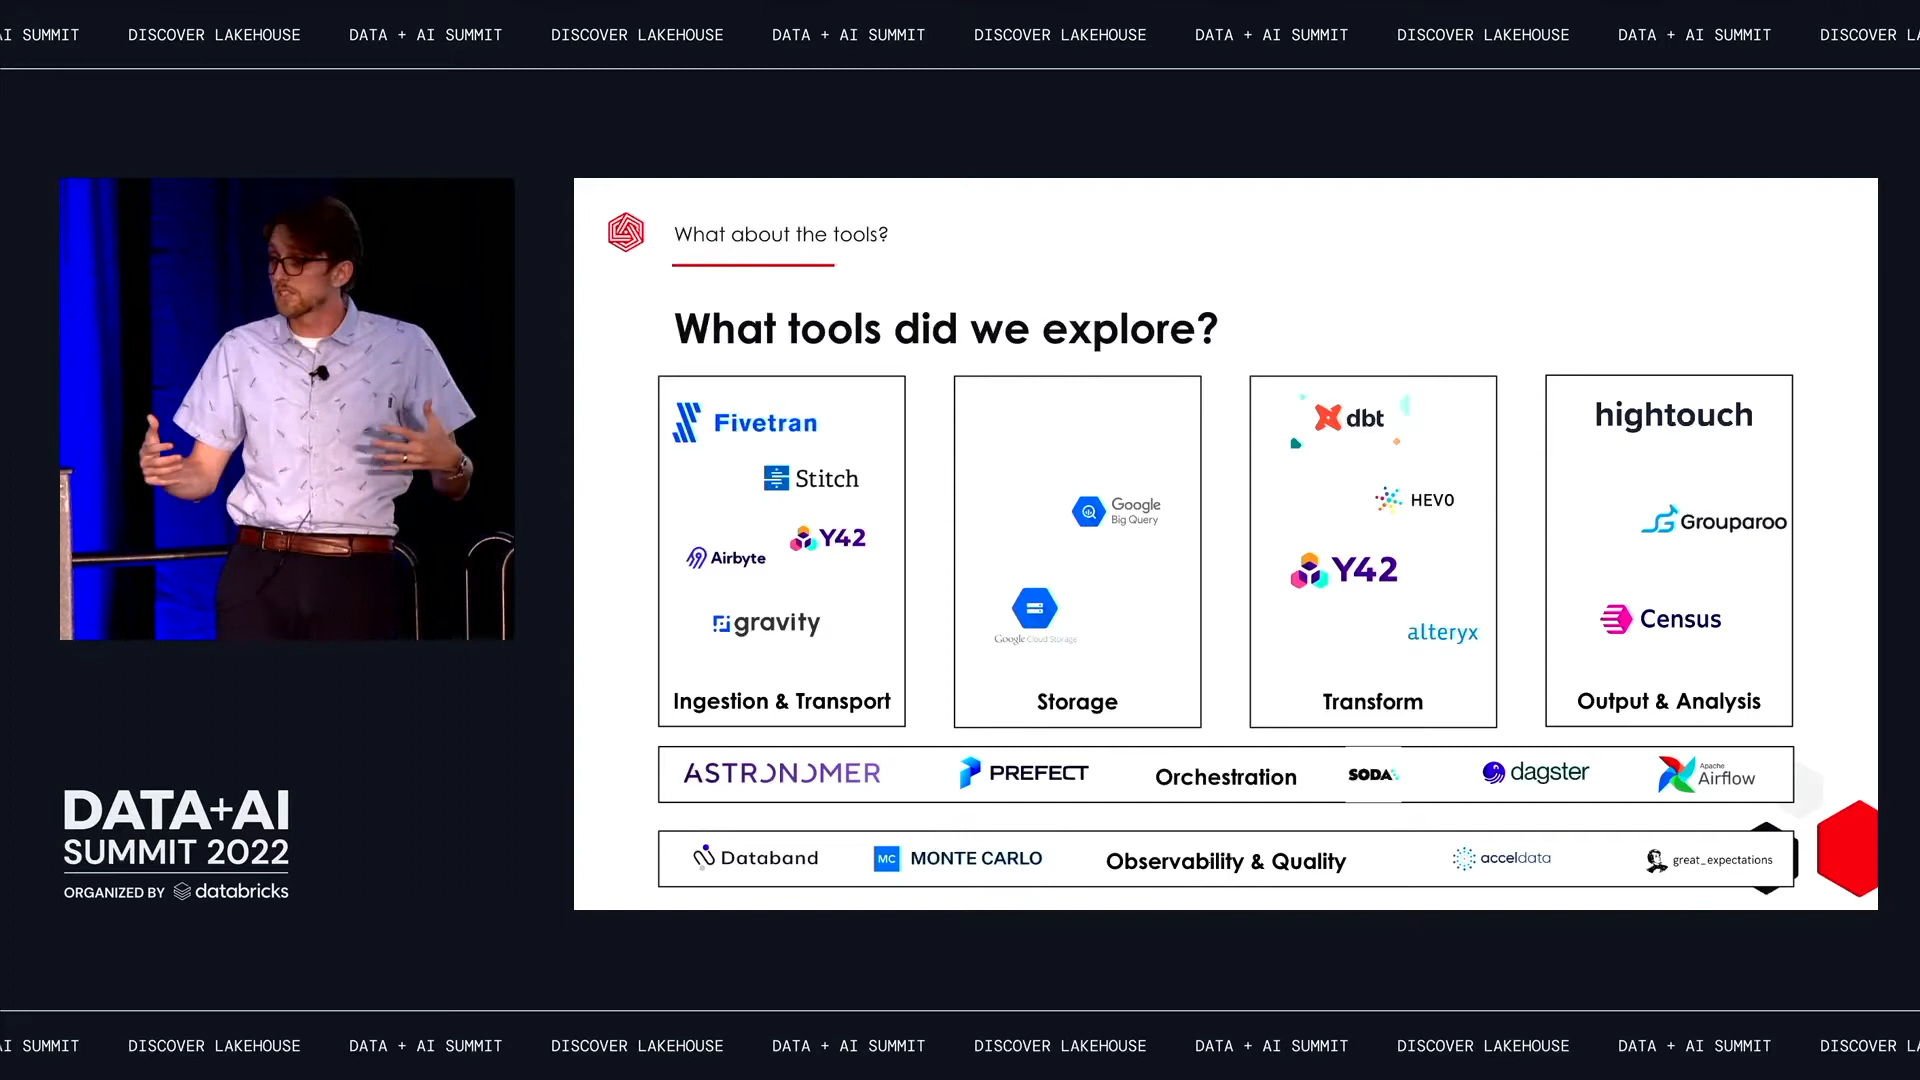 AI SUMMIT DISCOVER LAKEHOUSE DATA + AI SUMMIT DISCOVER LAKEHOUSE DATA + AI SUMMIT DISCOVER LAKEHOUSE DATA + AI SUMMIT DISCOVER LAKEHOUSE DATA + AI SUMMIT DISCOVER LA
What about the tools?
What tools did we explore?
Fivetran
Stitch
Y42
Airbyte
gravity
Ingestion & Transport
Google
Big Query
Google Cloud Storage
Storage
dbt
HEVO
Y42
alteryx
Transform
hightouch
Grouparoo
Census
Output & Analysis
ASTRONOMER PREFECT Orchestration SODA dagster Apache Airflow
Databand MC MONTE CARLO Observability & Quality acceldata great_expectations
DATA+AI
SUMMIT 2022
ORGANIZED BY databricks
AI SUMMIT DISCOVER LAKEHOUSE DATA + AI SUMMIT DISCOVER LAKEHOUSE DATA + AI SUMMIT DISCOVER LAKEHOUSE DATA + AI SUMMIT DISCOVER LAKEHOUSE DATA + AI SUMMIT DISCOVER LA